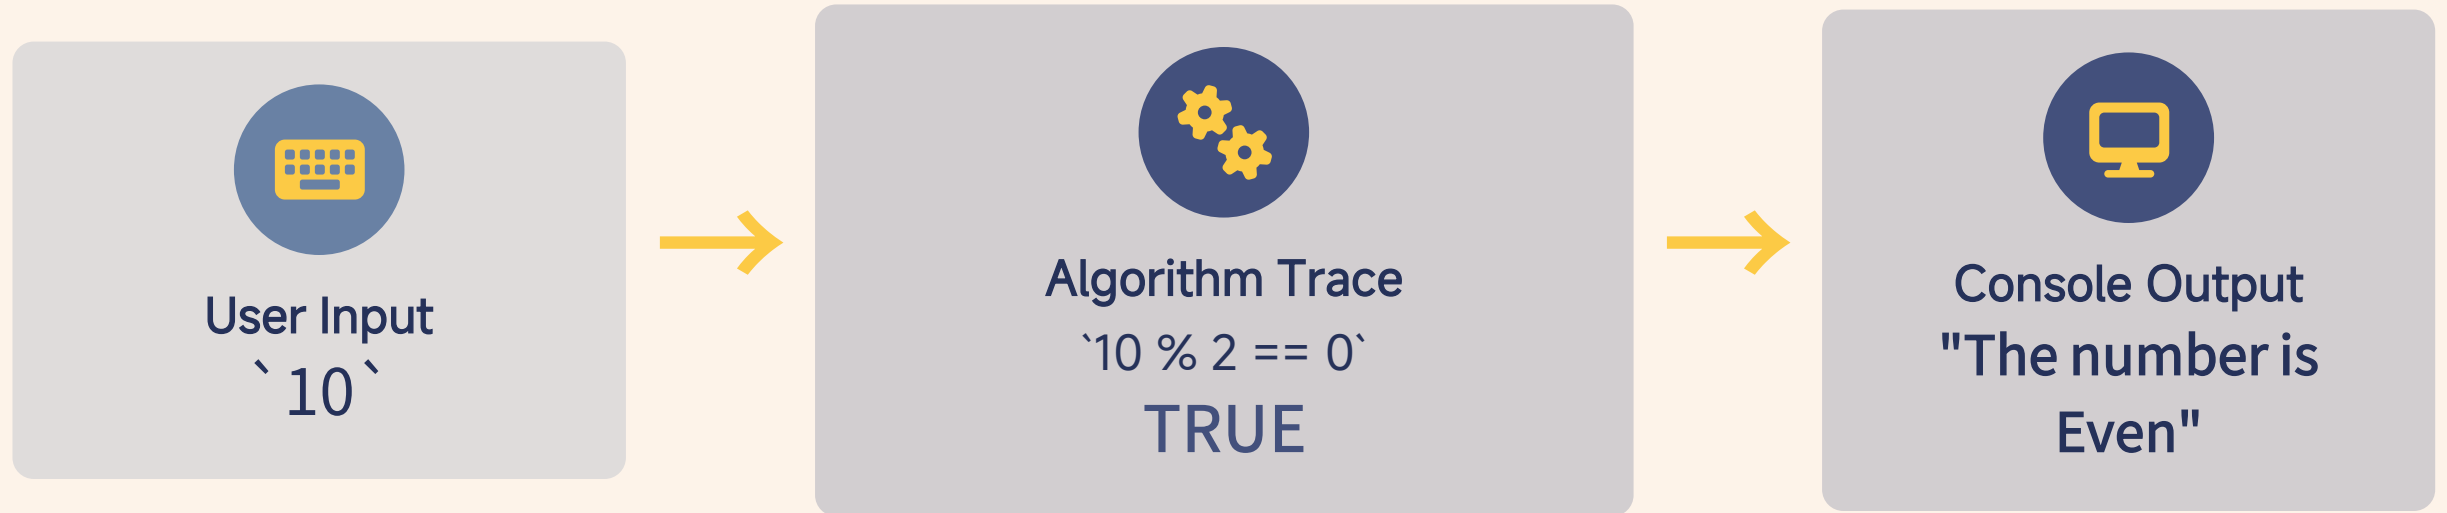 User Input
`10`
Algorithm Trace
`10 % 2 == 0`
TRUE
Console Output
"The number is
Even"